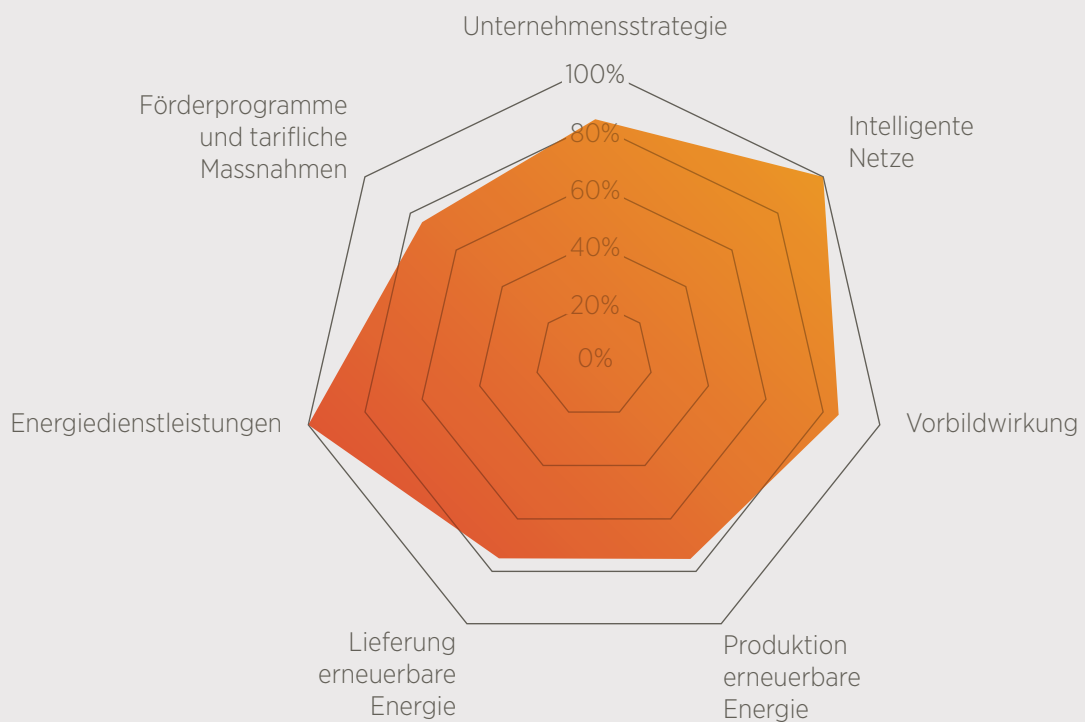 Unternehmensstrategie
100%
80%
60%
40%
20%
0%
Intelligente
Netze
Vorbildwirkung
Produktion
erneuerbare
Energie
Lieferung
erneuerbare
Energie
Energiedienstleistungen
Förderprogramme
und tarifliche
Massnahmen